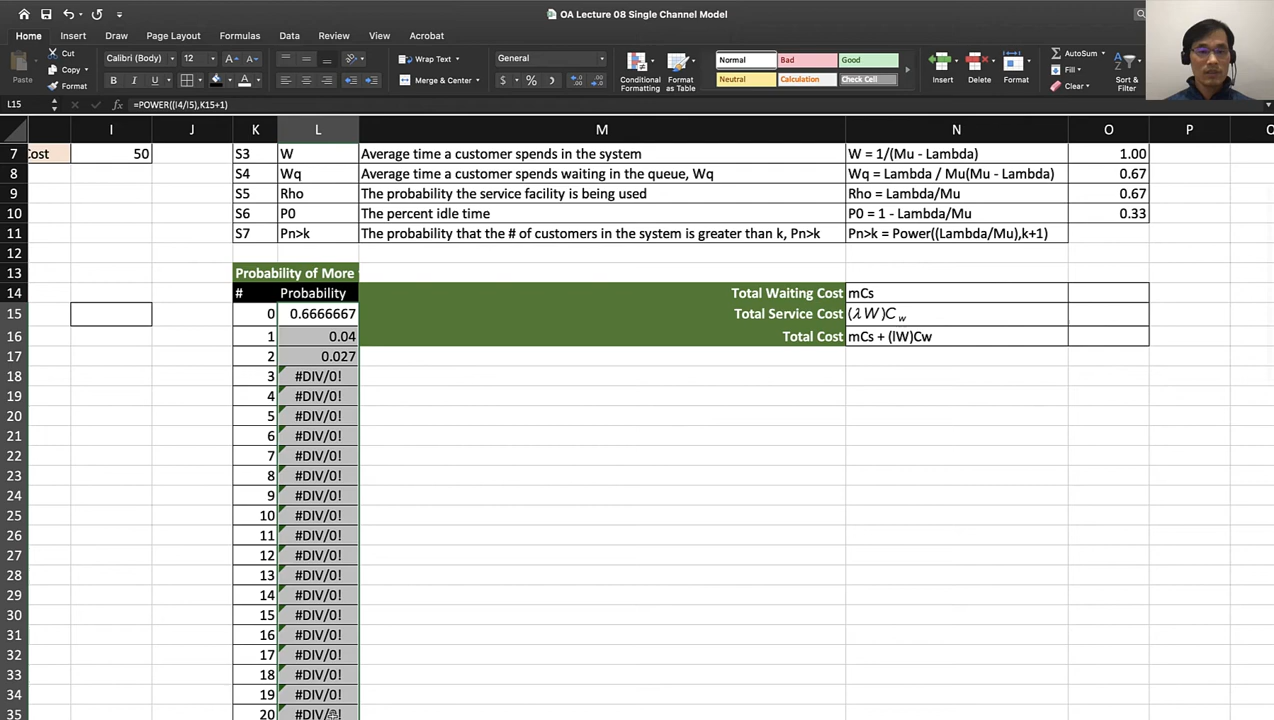 OA Lecture 08 Single Channel Model
Home Insert Draw Page Layout Formulas Data Review View Acrobat
Paste Cut Copy Format
Calibri (Body) 12 A A
B I U A
Wrap Text
Merge & Center
General
$ % )
Conditional Formatting
Format as Table
Normal Bad Good
Neutral Calculation Check Cell
Insert Delete Format
AutoSum
Fill
Clear
Sort & Filter
L15 fx =POWER((I4/I5),K15+1)
I J K L M N O P Q
7 Cost 50 S3 W Average time a customer spends in the system W = 1/(Mu - Lambda) 1.00
8 S4 Wq Average time a customer spends waiting in the queue, Wq Wq = Lambda / Mu(Mu - Lambda) 0.67
9 S5 Rho The probability the service facility is being used Rho = Lambda/Mu 0.67
10 S6 P0 The percent idle time P0 = 1 - Lambda/Mu 0.33
11 S7 Pn>k The probability that the # of customers in the system is greater than k, Pn>k Pn>k = Power((Lambda/Mu),k+1)
12
13 Probability of More
14 # Probability Total Waiting Cost mCs
15 0 0.6666667 Total Service Cost (λW)C w
16 1 0.04 Total Cost mCs + (lW)Cw
17 2 0.027
18 3 #DIV/0!
19 4 #DIV/0!
20 5 #DIV/0!
21 6 #DIV/0!
22 7 #DIV/0!
23 8 #DIV/0!
24 9 #DIV/0!
25 10 #DIV/0!
26 11 #DIV/0!
27 12 #DIV/0!
28 13 #DIV/0!
29 14 #DIV/0!
30 15 #DIV/0!
31 16 #DIV/0!
32 17 #DIV/0!
33 18 #DIV/0!
34 19 #DIV/0!
35 20 #DIV/0!